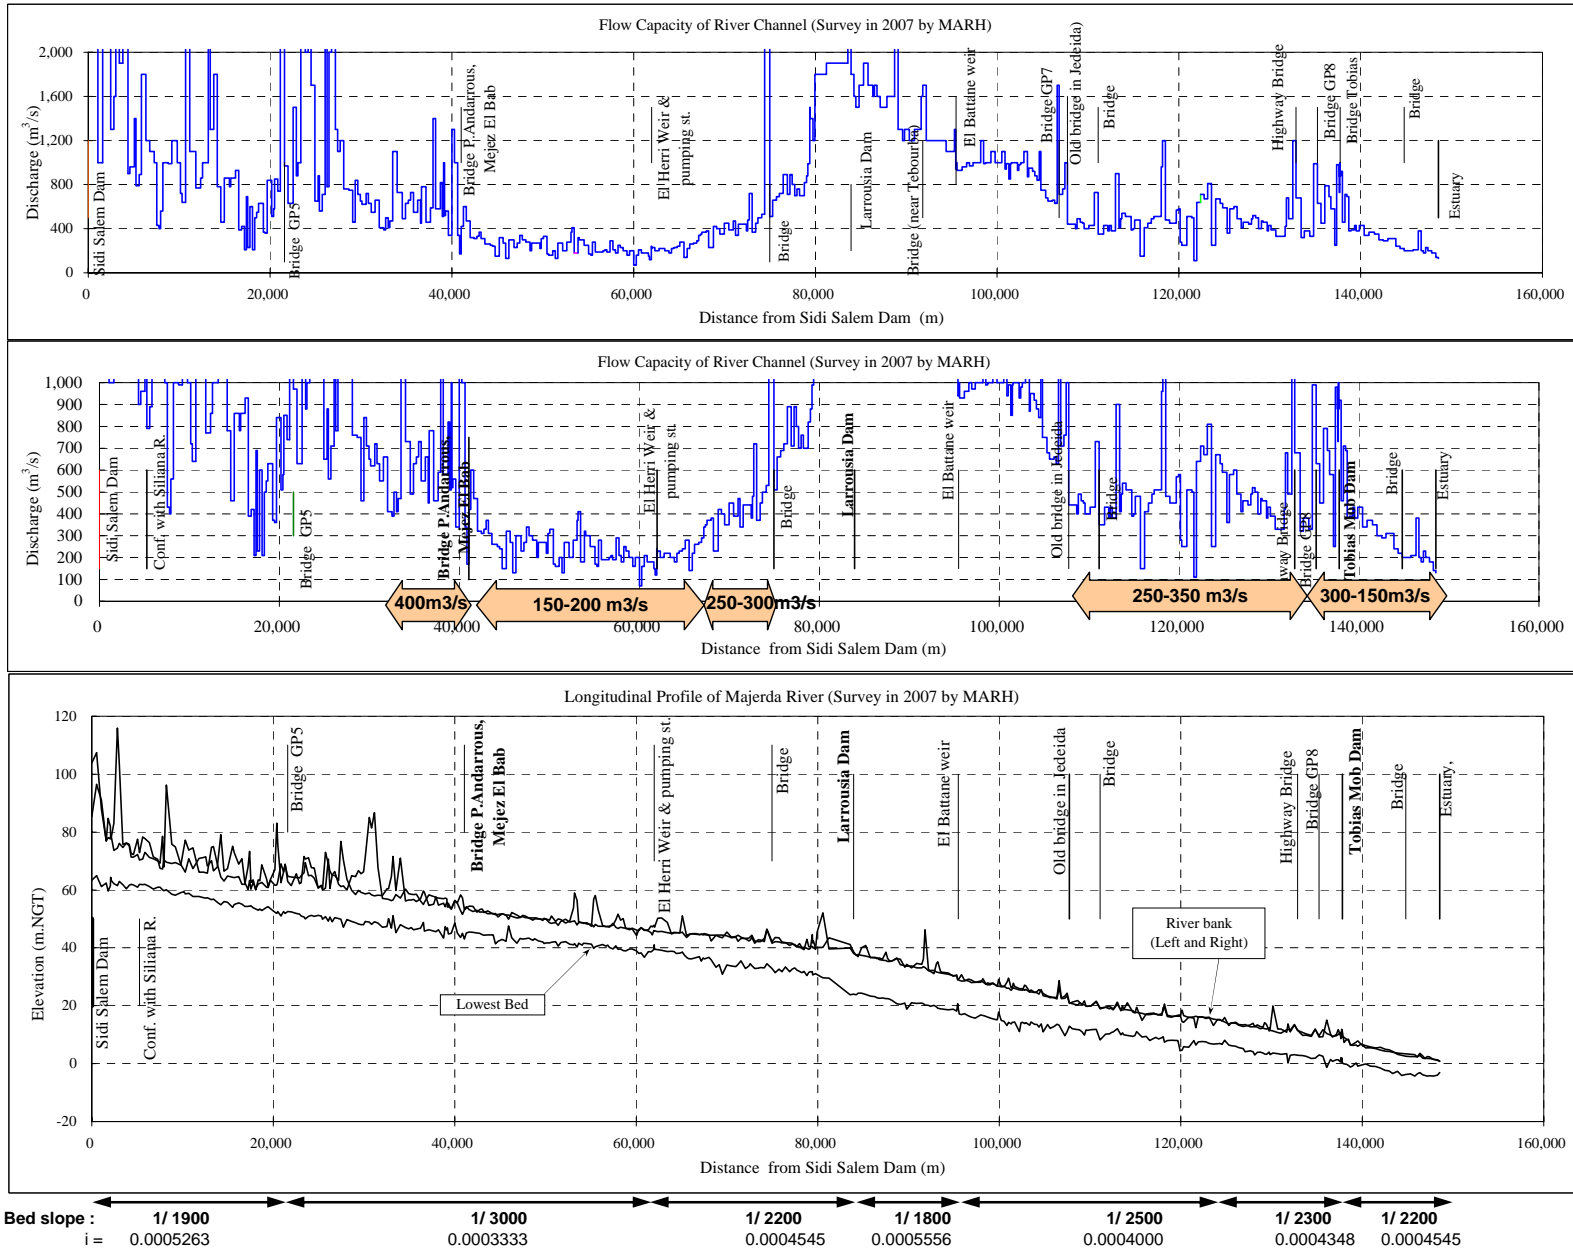 Flow Capacity of River Channel (Survey in 2007 by MARH)
Discharge (m³/s)
2,000
1,600
1,200
800
400
0
Sidi Salem Dam
Bridge GP5
Bridge P.Andarrous,
Mejez El Bab
El Herri Weir &
pumping st.
Bridge
Larrousia Dam
Bridge (near Tebourba)
El Battane weir
Bridge GP7
Old bridge in Jedeida)
Bridge
Highway Bridge
Bridge GP8
Bridge Tobias
Bridge
Estuary
0 20,000 40,000 60,000 80,000 100,000 120,000 140,000 160,000
Distance from Sidi Salem Dam (m)
Flow Capacity of River Channel (Survey in 2007 by MARH)
Discharge (m³/s)
1,000
900
800
700
600
500
400
300
200
100
0
Sidi Salem Dam
Conf. with Siliana R.
Bridge GP5
Bridge P.Andarrous,
Mejez El Bab
El Herri Weir &
pumping st.
Bridge
Larrousia Dam
El Battane weir
Old bridge in Jedeida
Bridge
way Bridge
Bridge GP8
Tobias Mob Dam
Bridge
Estuary
400m3/s
150-200 m3/s
250-300m3/s
250-350 m3/s
300-150m3/s
0 20,000 40,000 60,000 80,000 100,000 120,000 140,000 160,000
Distance from Sidi Salem Dam (m)
Longitudinal Profile of Majerda River (Survey in 2007 by MARH)
Elevation (m.NGT)
120
100
80
60
40
20
0
-20
Sidi Salem Dam
Conf. with Siliana R.
Bridge GP5
Bridge P.Andarrous,
Mejez El Bab
El Herri Weir & pumping st.
Bridge
Larrousia Dam
El Battane weir
Old bridge in Jedeida
Bridge
Highway Bridge
Bridge GP8
Tobias Mob Dam
Bridge
Estuary,
River bank
(Left and Right)
Lowest Bed
0 20,000 40,000 60,000 80,000 100,000 120,000 140,000 160,000
Distance from Sidi Salem Dam (m)
Bed slope : 1/ 1900 1/ 3000 1/ 2200 1/ 1800 1/ 2500 1/ 2300 1/ 2200
i = 0.0005263 0.0003333 0.0004545 0.0005556 0.0004000 0.0004348 0.0004545